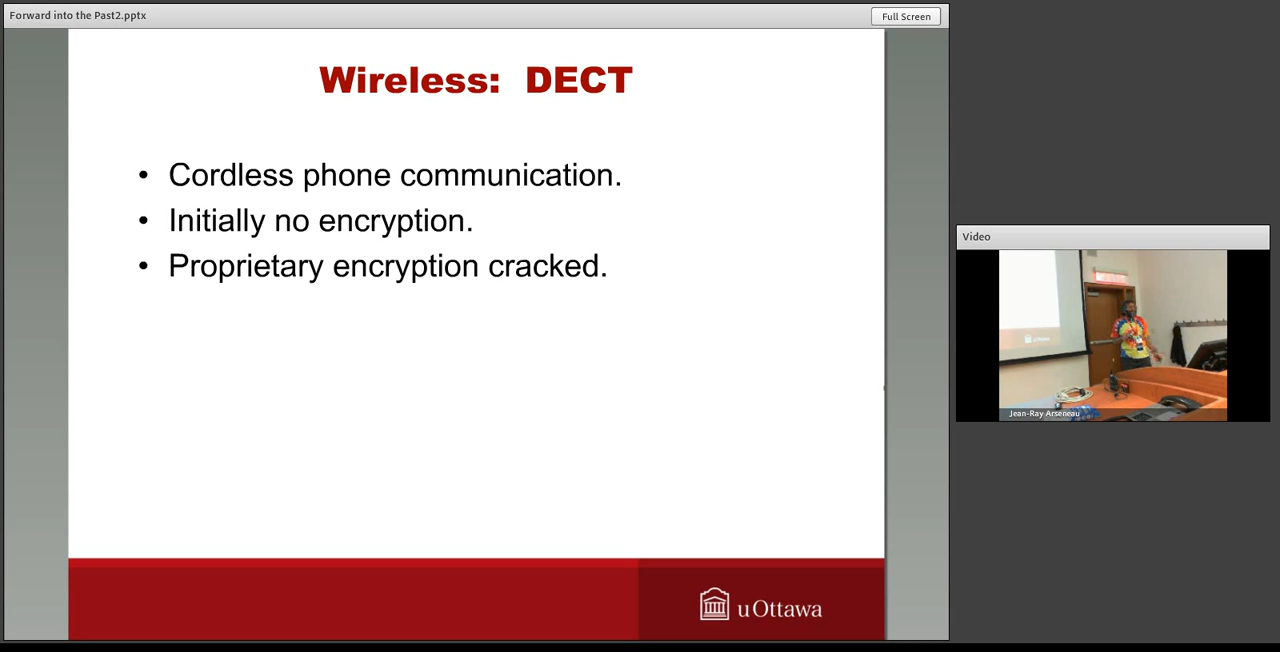 Forward into the Past2.pptx
Full Screen
Wireless: DECT
• Cordless phone communication.
• Initially no encryption.
• Proprietary encryption cracked.
uOttawa
Video
uOttawa
Jean-Ray Arseneau